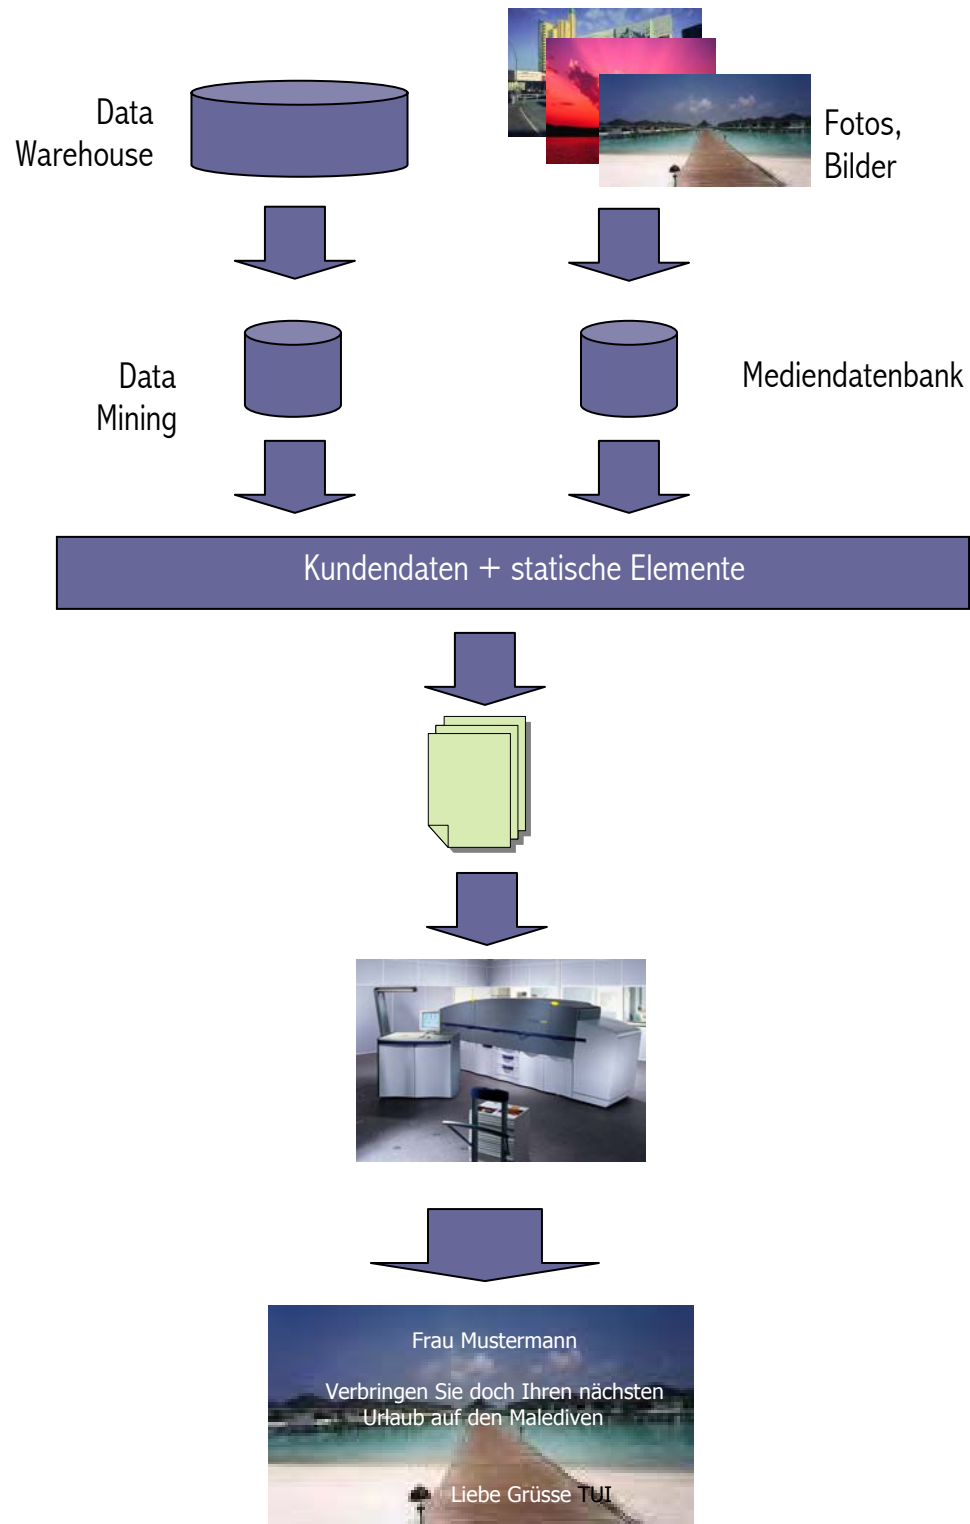 Data
Warehouse
Fotos,
Bilder
Data
Mining
Mediendatenbank
Kundendaten + statische Elemente
Frau Mustermann
Verbringen Sie doch Ihren nächsten
Urlaub auf den Malediven
Liebe Grüsse TUI